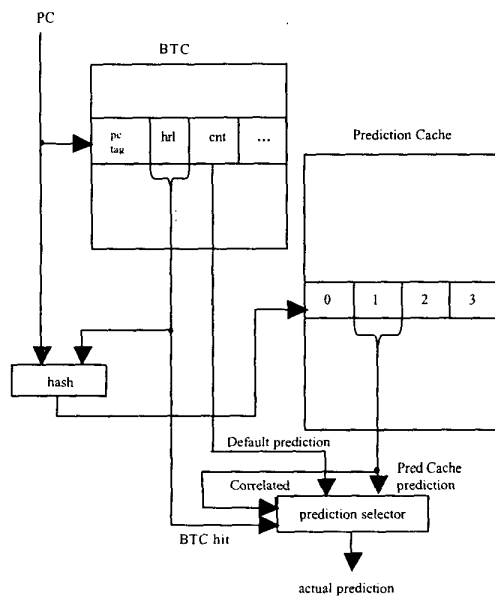 PC
BTC
pc
tag
hrl
cnt
...
Prediction Cache
0
1
2
3
hash
Default prediction
Correlated
Pred Cache
prediction
prediction selector
BTC hit
actual prediction